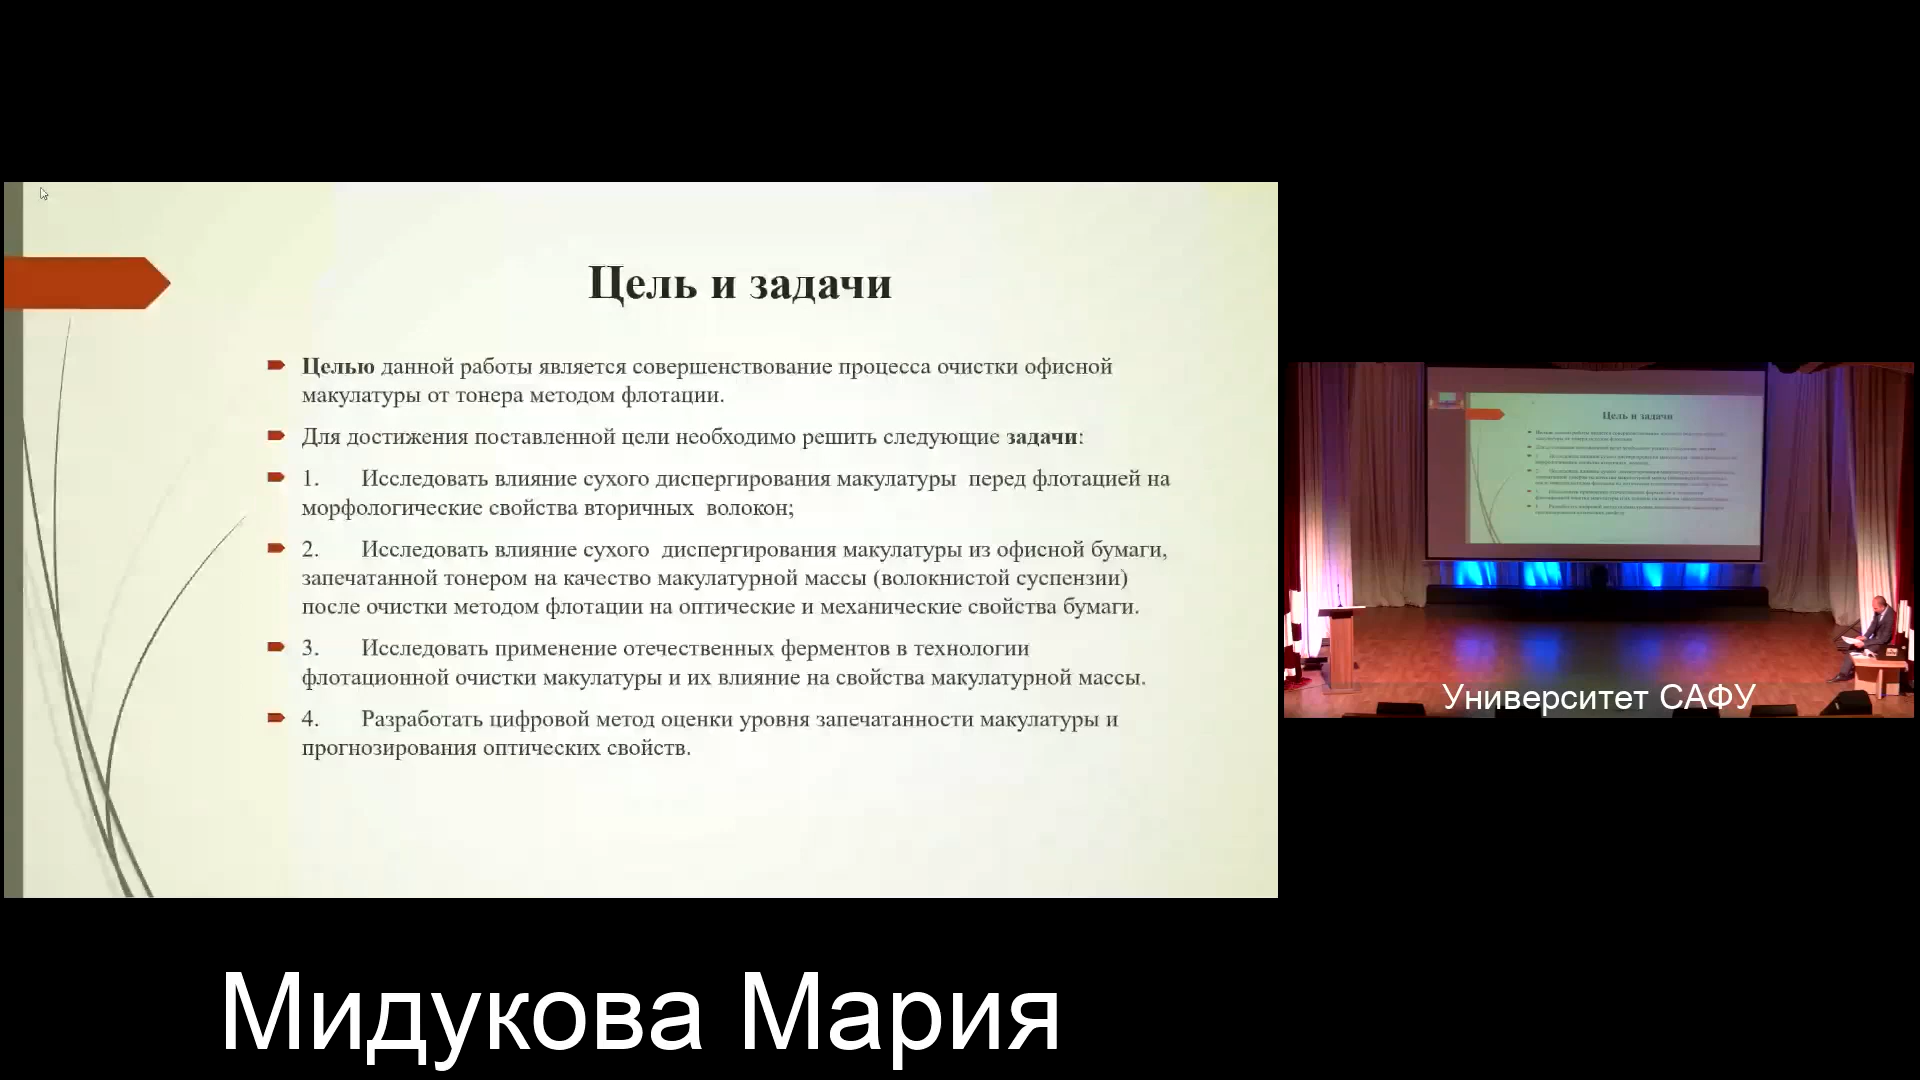 Цель и задачи
Целью данной работы является совершенствование процесса очистки офисной
макулатуры от тонера методом флотации.
Для достижения поставленной цели необходимо решить следующие задачи:
1. Исследовать влияние сухого диспергирования макулатуры перед флотацией на
морфологические свойства вторичных волокон;
2. Исследовать влияние сухого диспергирования макулатуры из офисной бумаги,
запечатанной тонером на качество макулатурной массы (волокнистой суспензии)
после очистки методом флотации на оптические и механические свойства бумаги.
3. Исследовать применение отечественных ферментов в технологии
флотационной очистки макулатуры и их влияние на свойства макулатурной массы.
4. Разработать цифровой метод оценки уровня запечатанности макулатуры и
прогнозирования оптических свойств.
Цель и задачи
Университет САФУ
Мидукова Мария